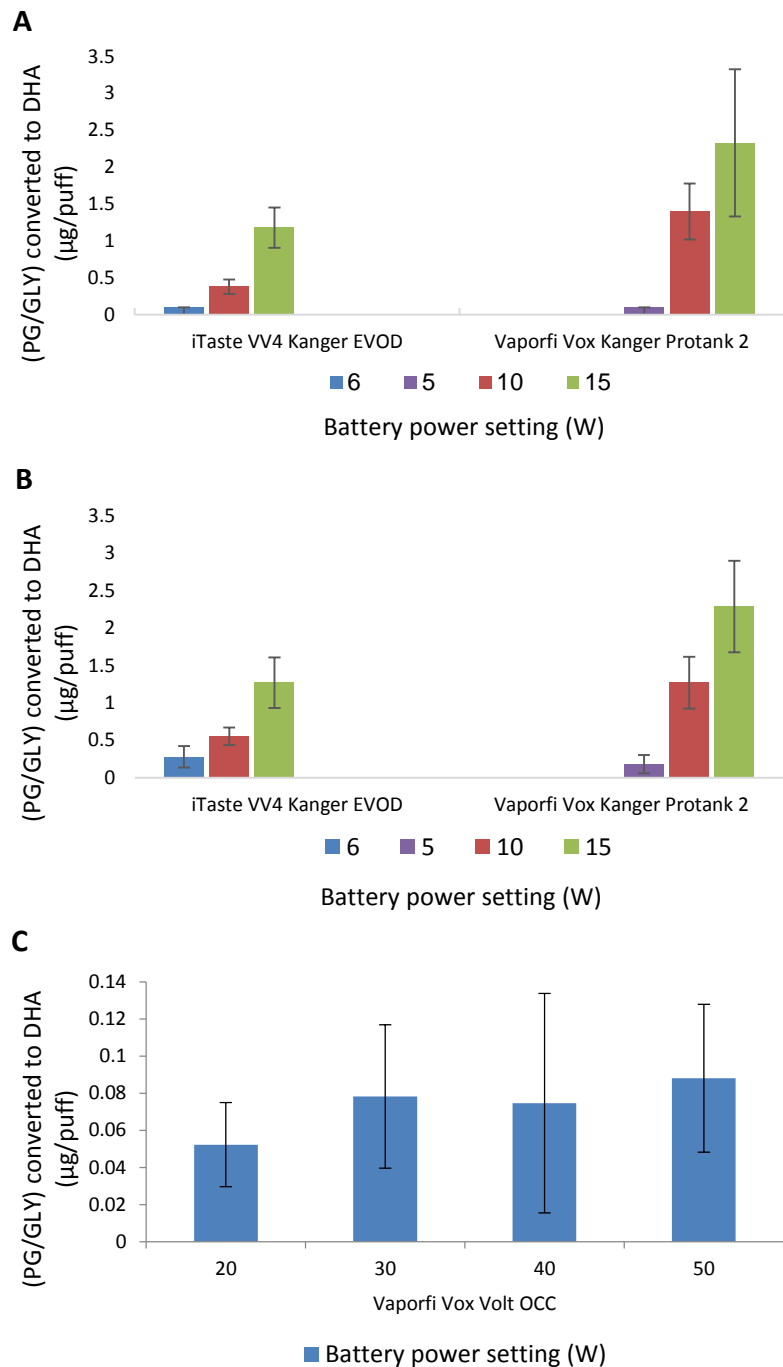 A
(PG/GLY) converted to DHA
(µg/puff)
3.5
3
2.5
2
1.5
1
0.5
0
iTaste VV4 Kanger EVOD
Vaporfi Vox Kanger Protank 2
6
5
10
15
Battery power setting (W)
B
(PG/GLY) converted to DHA
(µg/puff)
3.5
3
2.5
2
1.5
1
0.5
0
iTaste VV4 Kanger EVOD
Vaporfi Vox Kanger Protank 2
6
5
10
15
Battery power setting (W)
C
(PG/GLY) converted to DHA
(µg/puff)
0.14
0.12
0.1
0.08
0.06
0.04
0.02
0
20
30
40
50
Vaporfi Vox Volt OCC
Battery power setting (W)